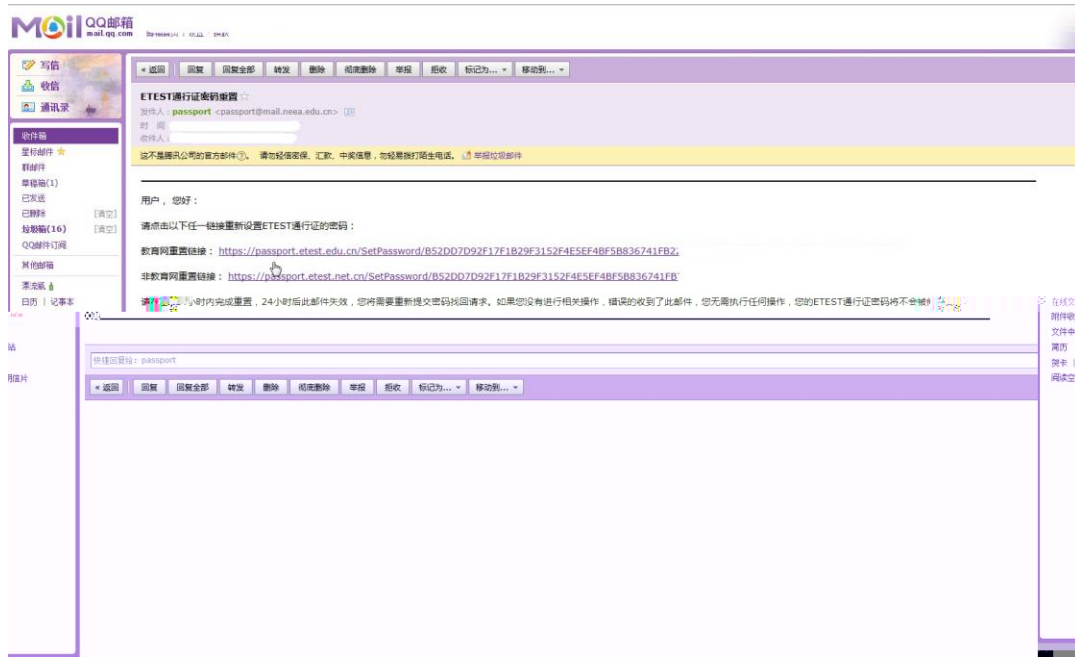 Mail QQ邮箱
mail.qq.com
写信
收信
通讯录
收件箱
星标邮件
群邮件
草稿箱(1)
已发送
已删除 [清空]
垃圾箱(16) [清空]
QQ邮件订阅
其他邮箱
漂流瓶
日历 | 记事本
« 返回 回复 回复全部 转发 删除 彻底删除 举报 拒收 标记为... 移动到...
ETEST通行证密码重置
发件人：passport <passport@mail.neea.edu.cn>
时 间
收件人：
这不是腾讯公司的官方邮件?。 请勿轻信密保、汇款、中奖信息，勿轻易拨打陌生电话。 举报垃圾邮件
用户，您好：
请点击以下任一链接重新设置ETEST通行证的密码：
教育网重置链接：https://passport.etest.edu.cn/SetPassword/B52DD7D92F17F1B29F3152F4E5EF4BF5B836741FB2
非教育网重置链接：https://passport.etest.net.cn/SetPassword/B52DD7D92F17F1B29F3152F4E5EF4BF5B836741FB
小时内完成重置，24小时后此邮件失效，您将需要重新提交密码找回请求。如果您没有进行相关操作，错误的收到了此邮件，您无需执行任何操作，您的ETEST通行证密码将不会被
站
明信片
快捷回复给：passport
« 返回 回复 回复全部 转发 删除 彻底删除 举报 拒收 标记为... 移动到...
在线文
附件收
文件中
简历
贺卡 |
阅读空